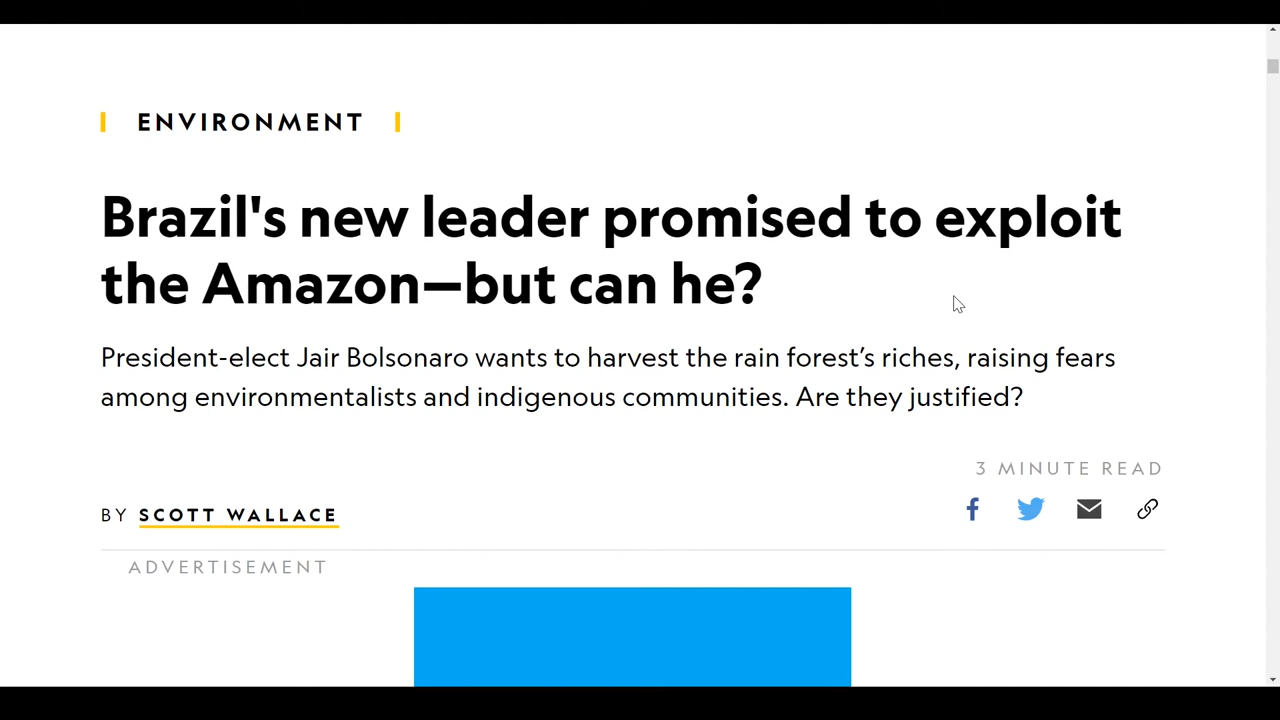 ENVIRONMENT
Brazil's new leader promised to exploit
the Amazon—but can he?
President-elect Jair Bolsonaro wants to harvest the rain forest’s riches, raising fears
among environmentalists and indigenous communities. Are they justified?
3 MINUTE READ
BY SCOTT WALLACE
ADVERTISEMENT